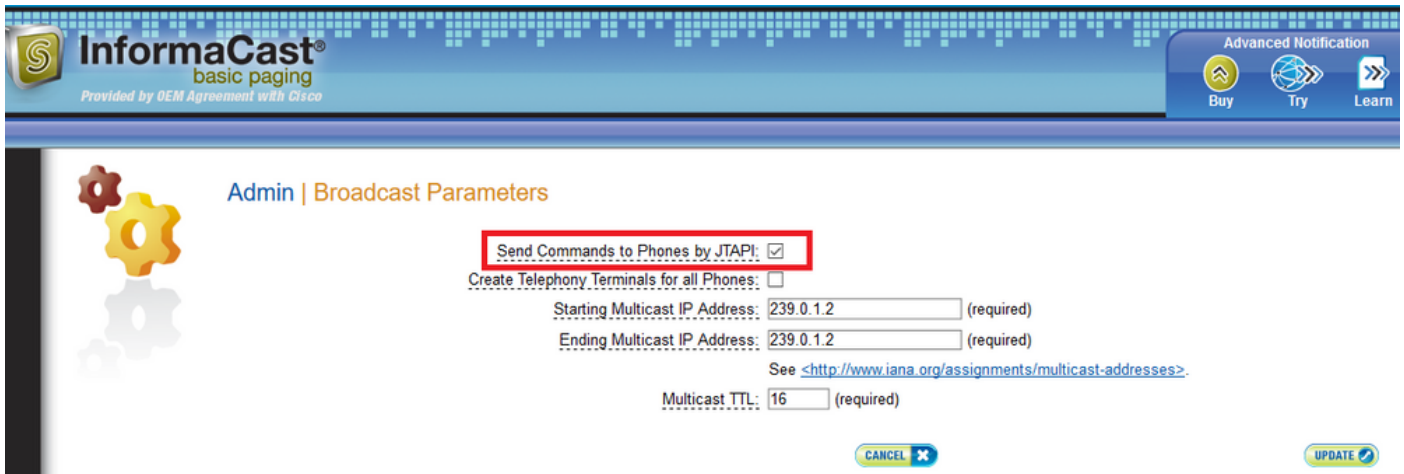 InformaCast®
basic paging
Provided by OEM Agreement with Cisco
Advanced Notification
Buy Try Learn
Admin | Broadcast Parameters
Send Commands to Phones by JTAPI:
Create Telephony Terminals for all Phones:
Starting Multicast IP Address: 239.0.1.2 (required)
Ending Multicast IP Address: 239.0.1.2 (required)
See <http://www.iana.org/assignments/multicast-addresses>.
Multicast TTL: 16 (required)
CANCEL UPDATE